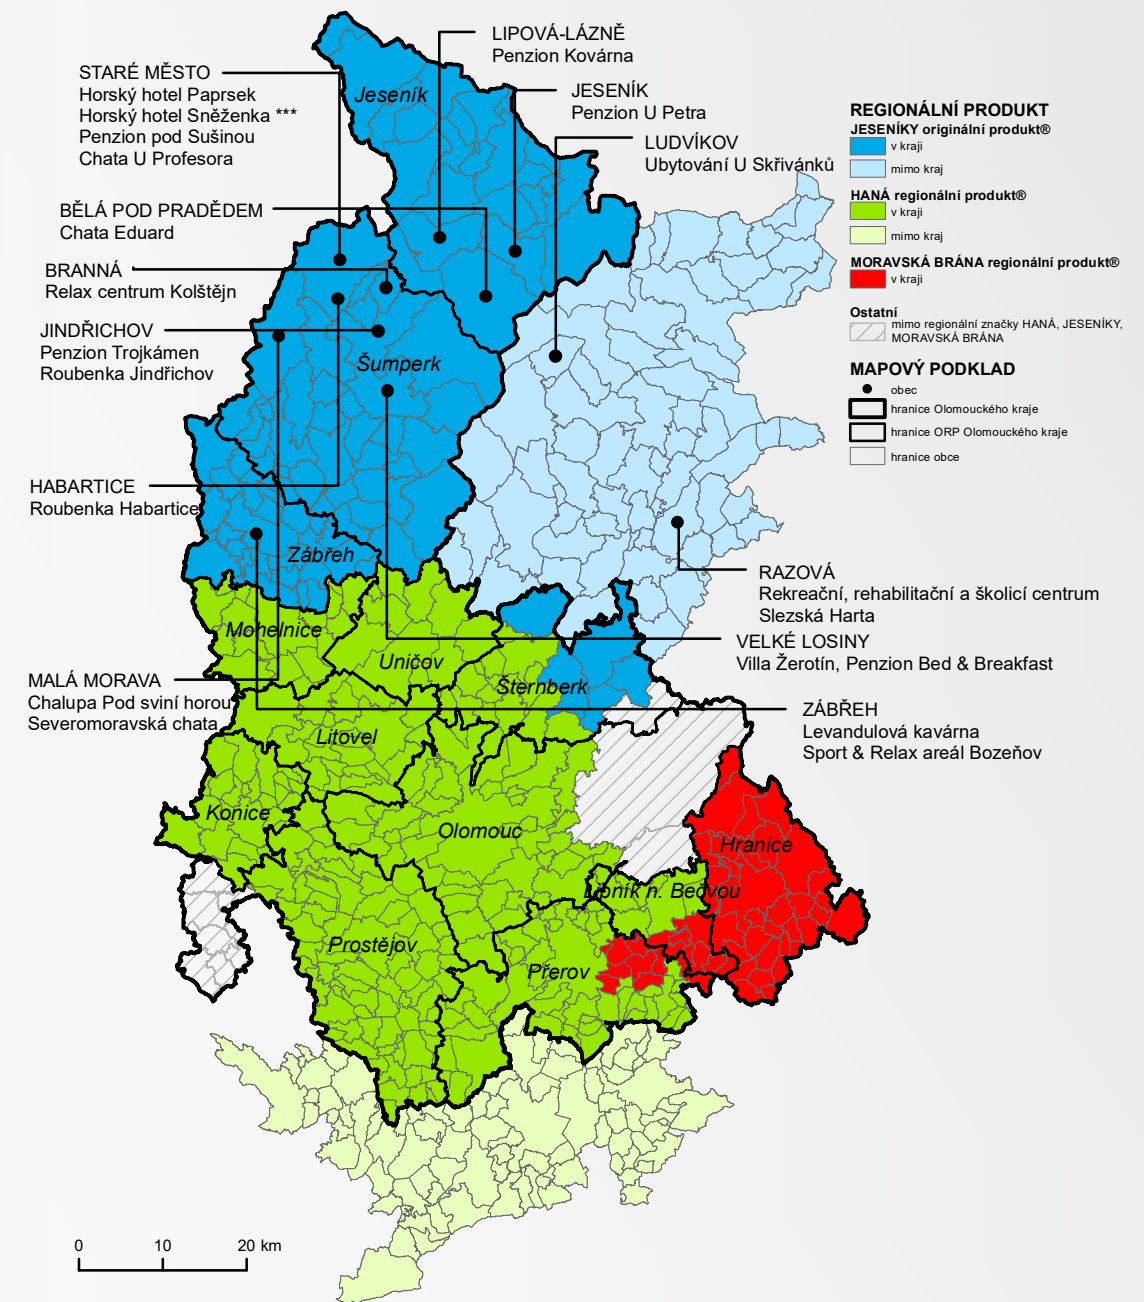 LIPOVÁ-LÁZNĚ
Penzion Kovárna
STARÉ MĚSTO
Horský hotel Paprsek
Horský hotel Sněženka ***
Penzion pod Sušinou
Chata U Profesora
JESENÍK
Penzion U Petra
LUDVÍKOV
Ubytování U Skřivánků
BĚLÁ POD PRADĚDEM
Chata Eduard
BRANNÁ
Relax centrum Kolštějn
JINDŘICHOV
Penzion Trojkámen
Roubenka Jindřichov
HABARTICE
Roubenka Habartice
MALÁ MORAVA
Chalupa Pod sviní horou
Severomoravská chata
RAZOVÁ
Rekreační, rehabilitační a školicí centrum
Slezská Harta
VELKÉ LOSINY
Villa Žerotín, Penzion Bed & Breakfast
ZÁBŘEH
Levandulová kavárna
Sport & Relax areál Bozeňov
Jeseník
Šumperk
Zábřeh
Mohelnice
Uničov
Šternberk
Litovel
Konice
Olomouc
Hranice
Lipník n. Bečvou
Prostějov
Přerov
REGIONÁLNÍ PRODUKT
JESENÍKY originální produkt®
v kraji
mimo kraj
HANÁ regionální produkt®
v kraji
mimo kraj
MORAVSKÁ BRÁNA regionální produkt®
v kraji
Ostatní
mimo regionální značky HANÁ, JESENÍKY,
MORAVSKÁ BRÁNA
MAPOVÝ PODKLAD
obec
hranice Olomouckého kraje
hranice ORP Olomouckého kraje
hranice obce
0 10 20 km